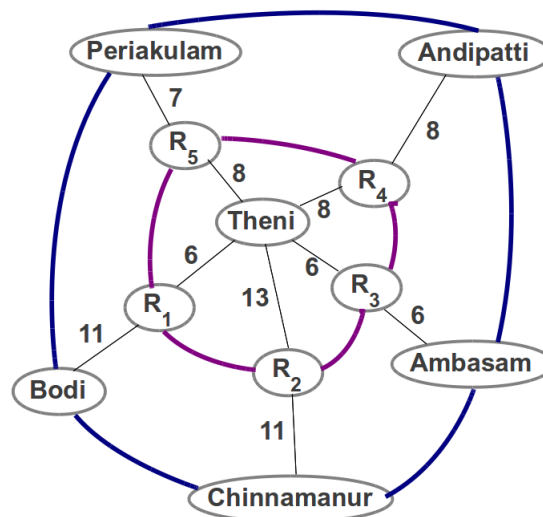 Periakulam
Andipatti
7
8
R5
8
R4
8
Theni
6
6
13
R3
R1
11
6
R2
Ambasam
Bodi
11
Chinnamanur